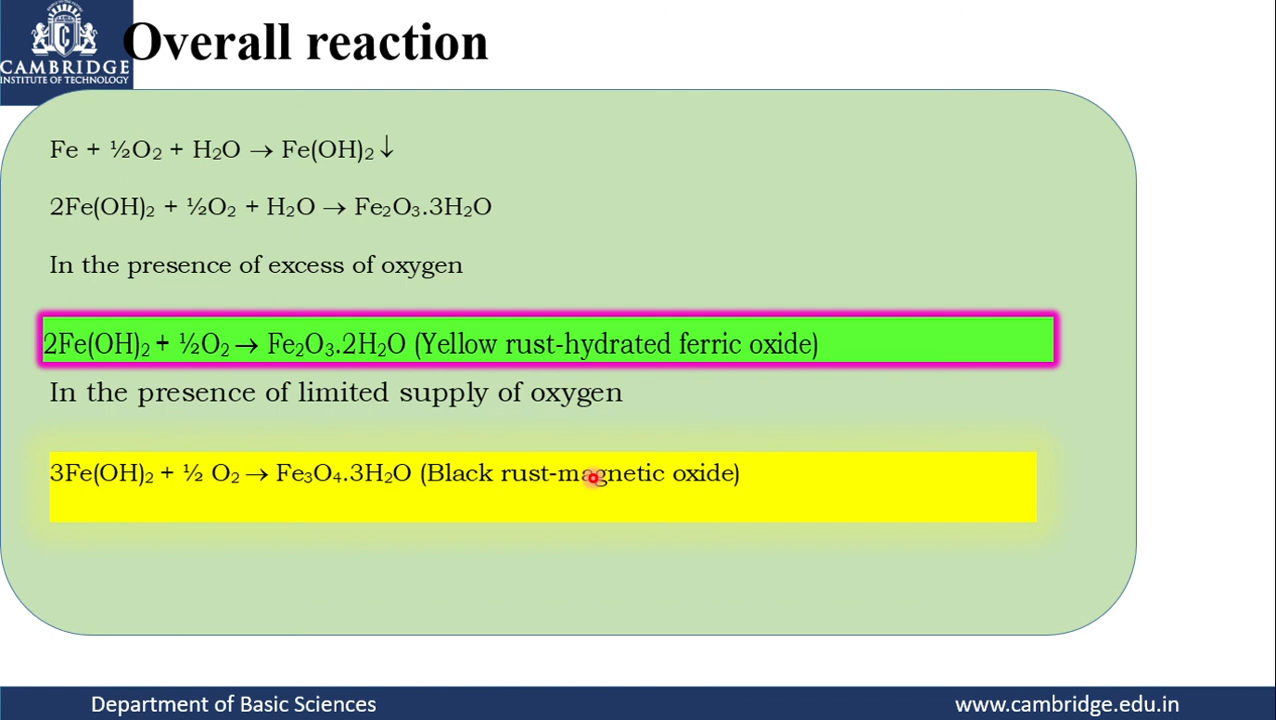 CAMBRIDGE
INSTITUTE OF TECHNOLOGY
Overall reaction
Fe + ½O₂ + H₂O → Fe(OH)₂ ↓
2Fe(OH)₂ + ½O₂ + H₂O → Fe₂O₃.3H₂O
In the presence of excess of oxygen
2Fe(OH)₂ + ½O₂ → Fe₂O₃.2H₂O (Yellow rust-hydrated ferric oxide)
In the presence of limited supply of oxygen
3Fe(OH)₂ + ½ O₂ → Fe₃O₄.3H₂O (Black rust-magnetic oxide)
Department of Basic Sciences
www.cambridge.edu.in